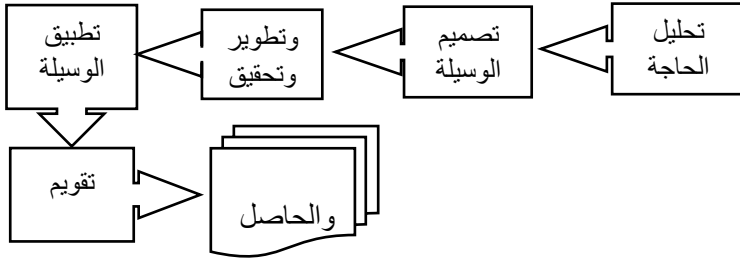 تحليل
الحاجة
تصميم
الوسيلة
وتطوير
وتحقيق
تطبيق
الوسيلة
تقويم
والحاصل